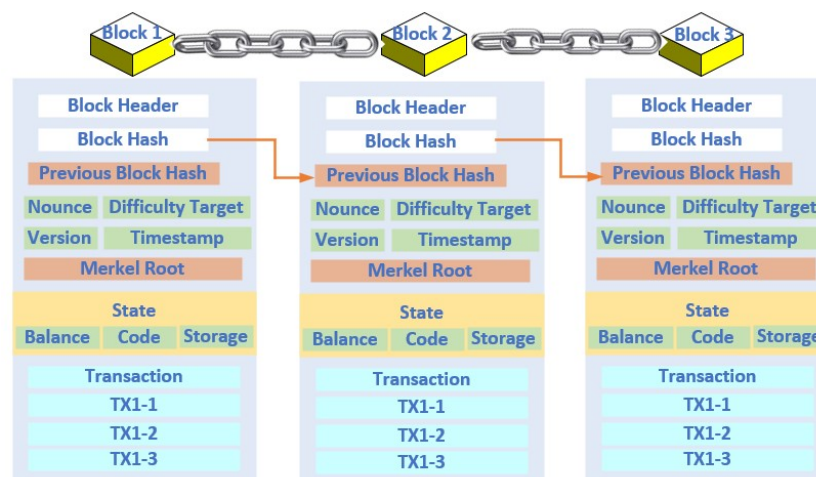 Block 1
Block 2
Block 3
Block Header
Block Hash
Previous Block Hash
Nounce
Difficulty Target
Version
Timestamp
Merkel Root
State
Balance
Code
Storage
Transaction
TX1-1
TX1-2
TX1-3
Block Header
Block Hash
Previous Block Hash
Nounce
Difficulty Target
Version
Timestamp
Merkel Root
State
Balance
Code
Storage
Transaction
TX1-1
TX1-2
TX1-3
Block Header
Block Hash
Previous Block Hash
Nounce
Difficulty Target
Version
Timestamp
Merkel Root
State
Balance
Code
Storage
Transaction
TX1-1
TX1-2
TX1-3